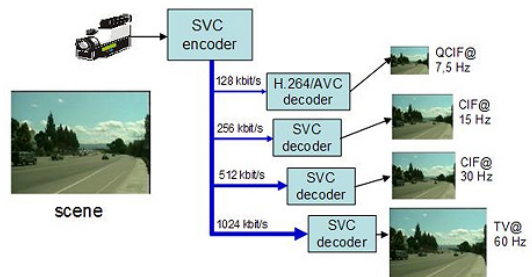 SVC
encoder
128 kbit/s
H.264/AVC
decoder
QCIF@
7,5 Hz
256 kbit/s
SVC
decoder
CIF@
15 Hz
512 kbit/s
SVC
decoder
CIF@
30 Hz
scene
1024 kbit/s
SVC
decoder
TV@
60 Hz